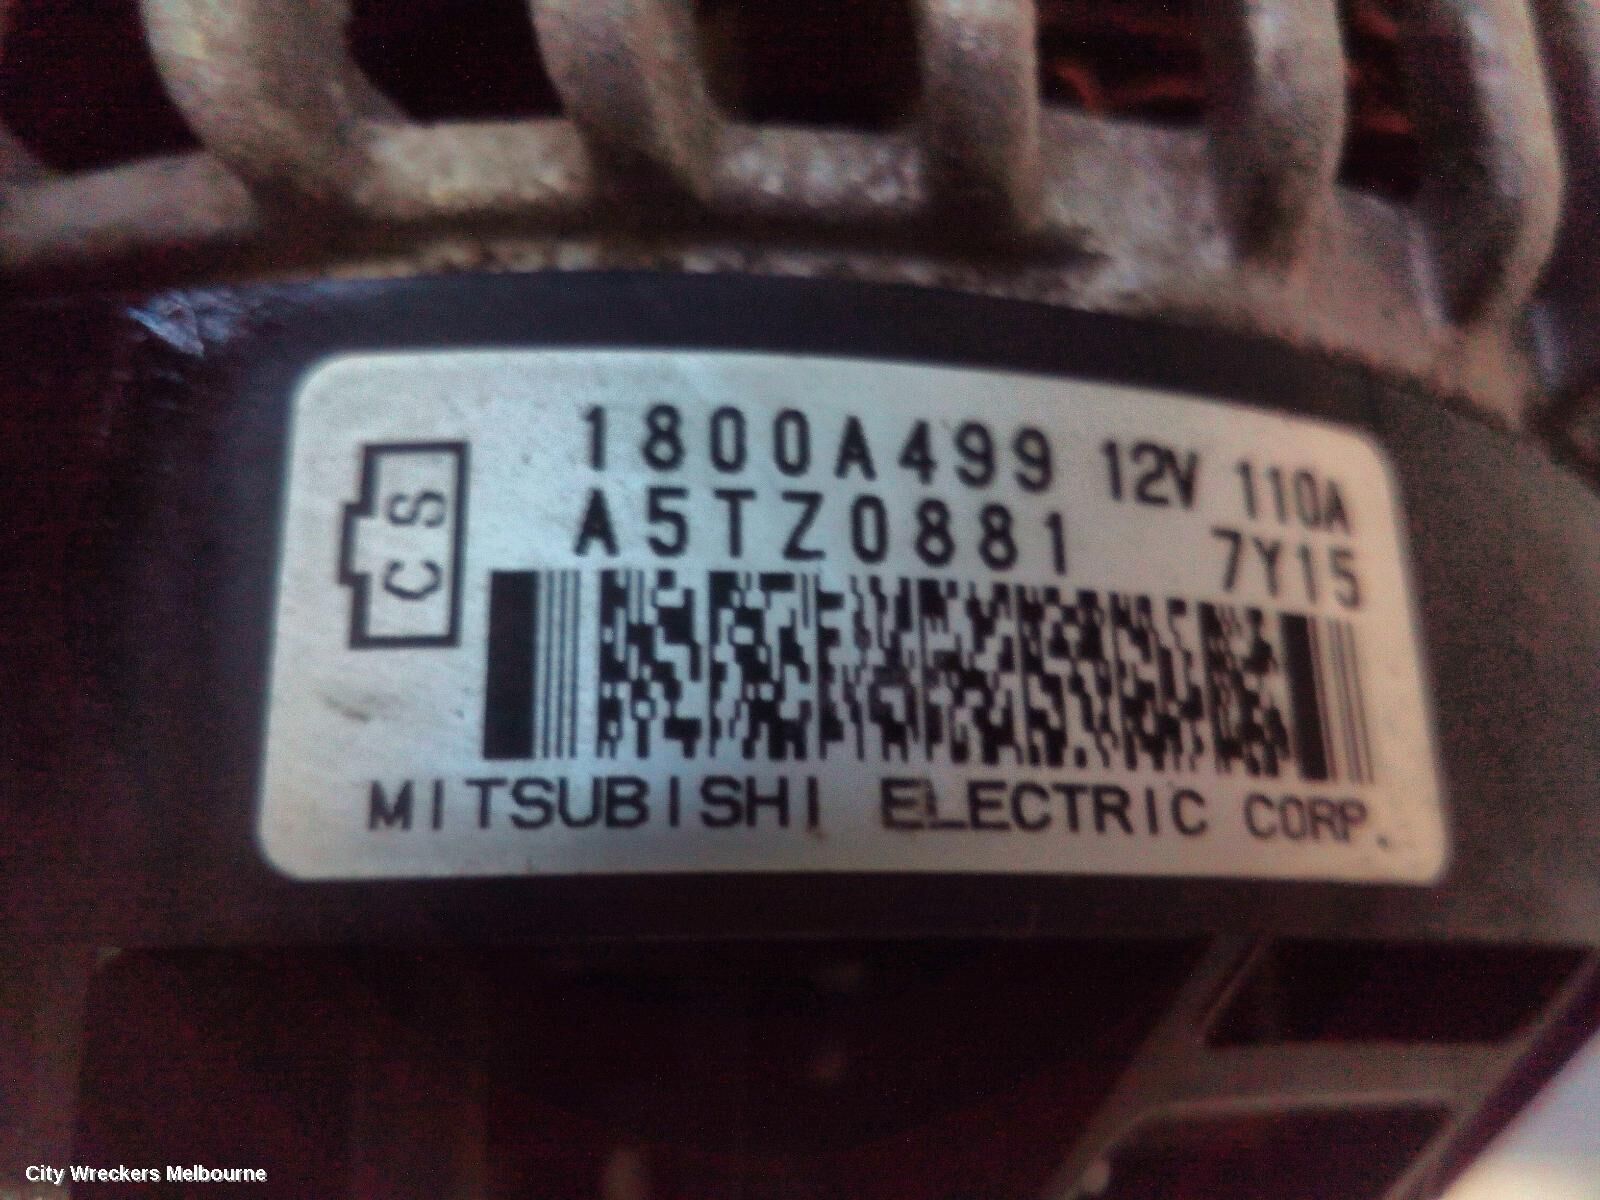 1800A499 12V 110A
A5TZ0881 7Y15
CS
MITSUBISHI ELECTRIC CORP.
City Wreckers Melbourne